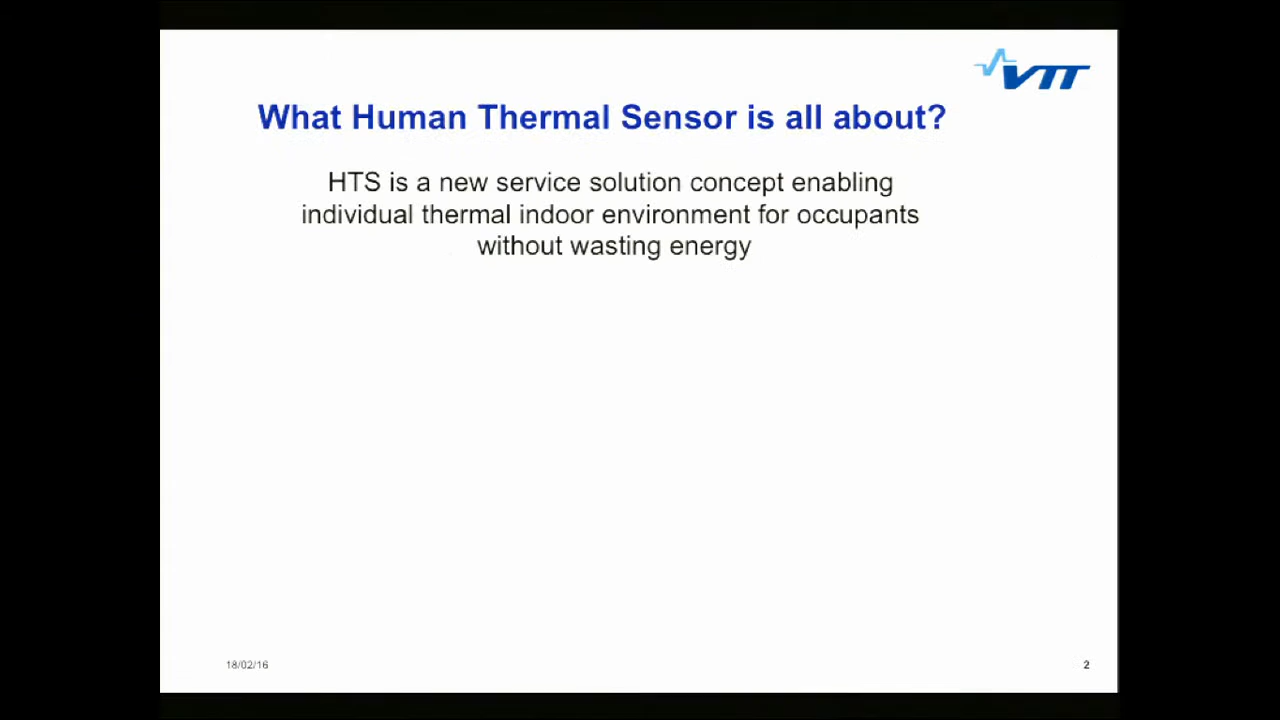 VTT
What Human Thermal Sensor is all about?
HTS is a new service solution concept enabling
individual thermal indoor environment for occupants
without wasting energy
18/02/16
2